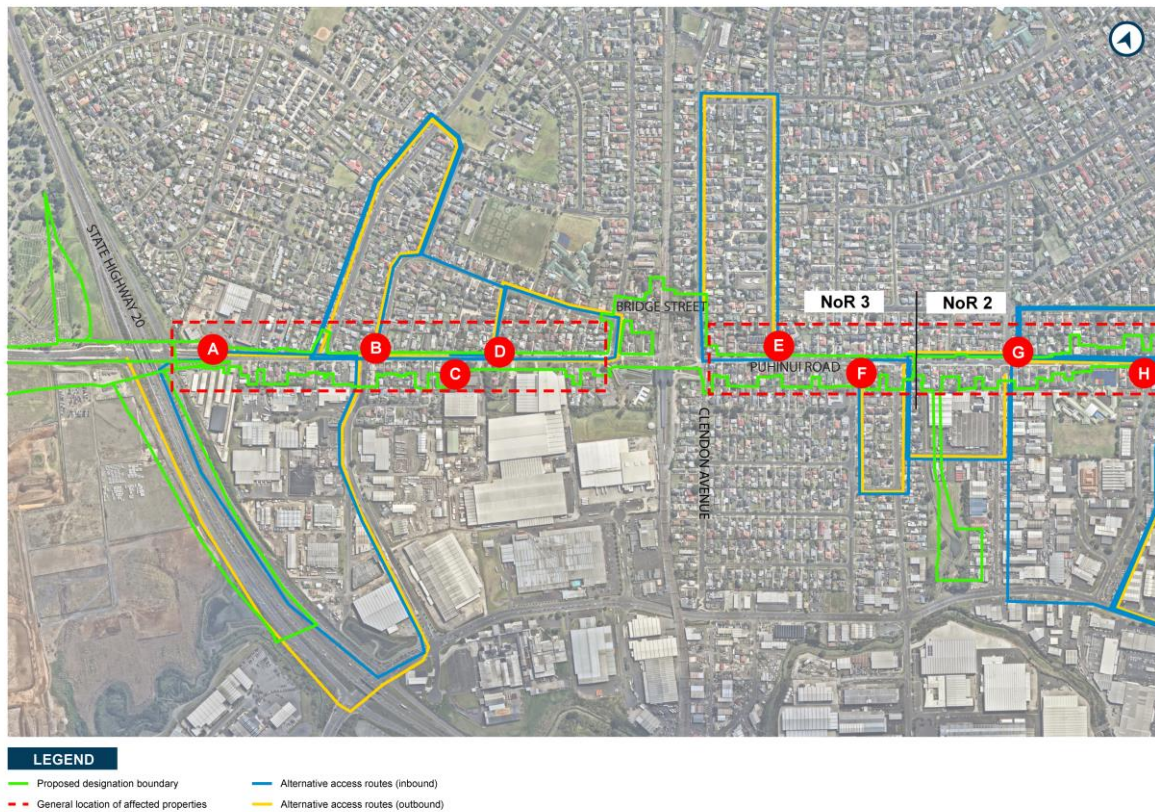 STATE HIGHWAY 20
BRIDGE STREET
NoR 3
NoR 2
A
B
C
D
E
PUHINUI ROAD
F
G
H
CLENDON AVENUE
LEGEND
Proposed designation boundary
Alternative access routes (inbound)
General location of affected properties
Alternative access routes (outbound)